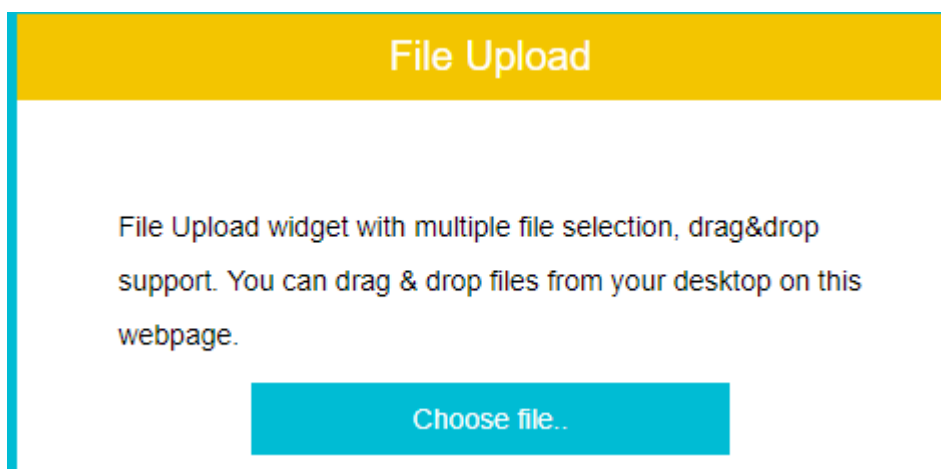 File Upload
File Upload widget with multiple file selection, drag&drop
support. You can drag & drop files from your desktop on this
webpage.
Choose file..